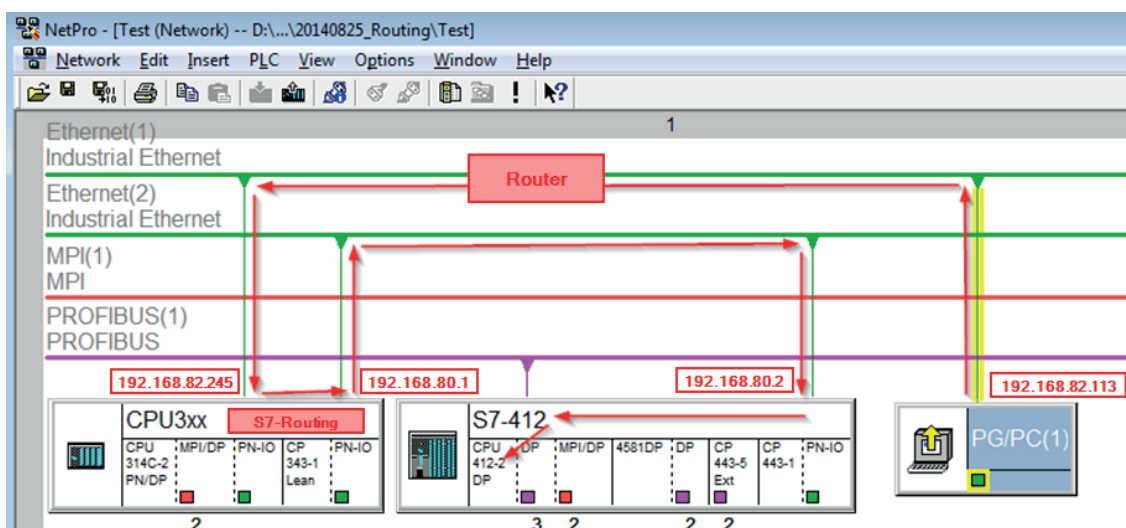 NetPro - [Test (Network) -- D:\...\20140825_Routing\Test]
Network Edit Insert PLC View Options Window Help
1
Ethernet(1)
Industrial Ethernet
Router
Ethernet(2)
Industrial Ethernet
MPI(1)
MPI
PROFIBUS(1)
PROFIBUS
192.168.82.245
192.168.80.1
192.168.80.2
192.168.82.113
CPU3xx
S7-Routing
CPU 314C-2 PN/DP
MPI/DP
PN-IO
CP 343-1 Lean
PN-IO
2
S7-412
CPU 412-2 DP
DP
MPI/DP
4581DP
DP
CP 443-5 Ext
CP 443-1
PN-IO
3 2 2 2
PG/PC(1)